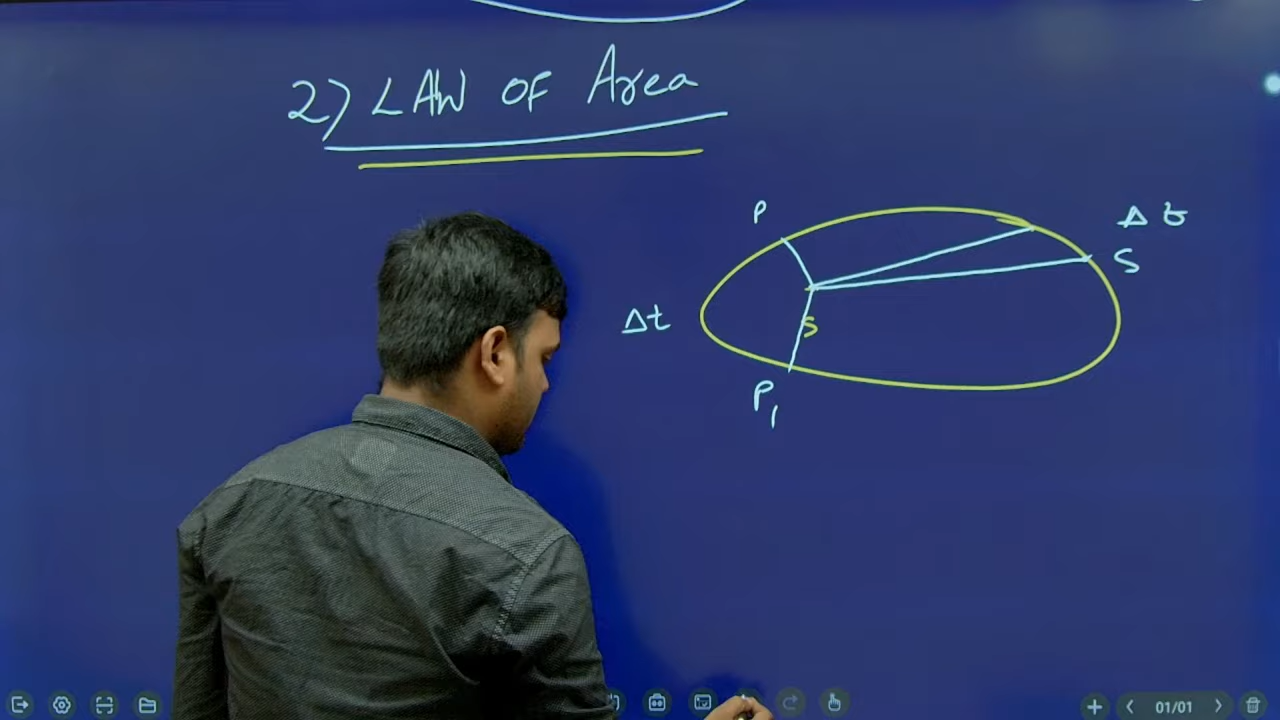 2) LAW OF Area
P
Δt
S
Δt
S
P1
01/01